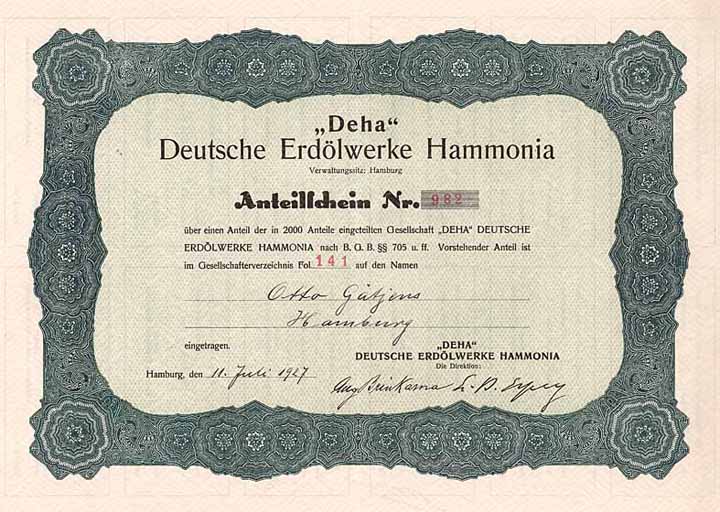 „Deha“
Deutsche Erdölwerke Hammonia
Verwaltungssitz: Hamburg
Anteilschein Nr. 982
über einen Anteil der in 2000 Anteile eingeteilten Gesellschaft „DEHA“ DEUTSCHE
ERDÖLWERKE HAMMONIA nach B. G. B. §§ 705 u. ff. Vorstehender Anteil ist
im Gesellschafterverzeichnis Fol. 141 auf den Namen
Otto Gätjens
Hamburg
eingetragen.
„DEHA“
DEUTSCHE ERDÖLWERKE HAMMONIA
Die Direktion:
Hamburg, den 11. Juli 1927